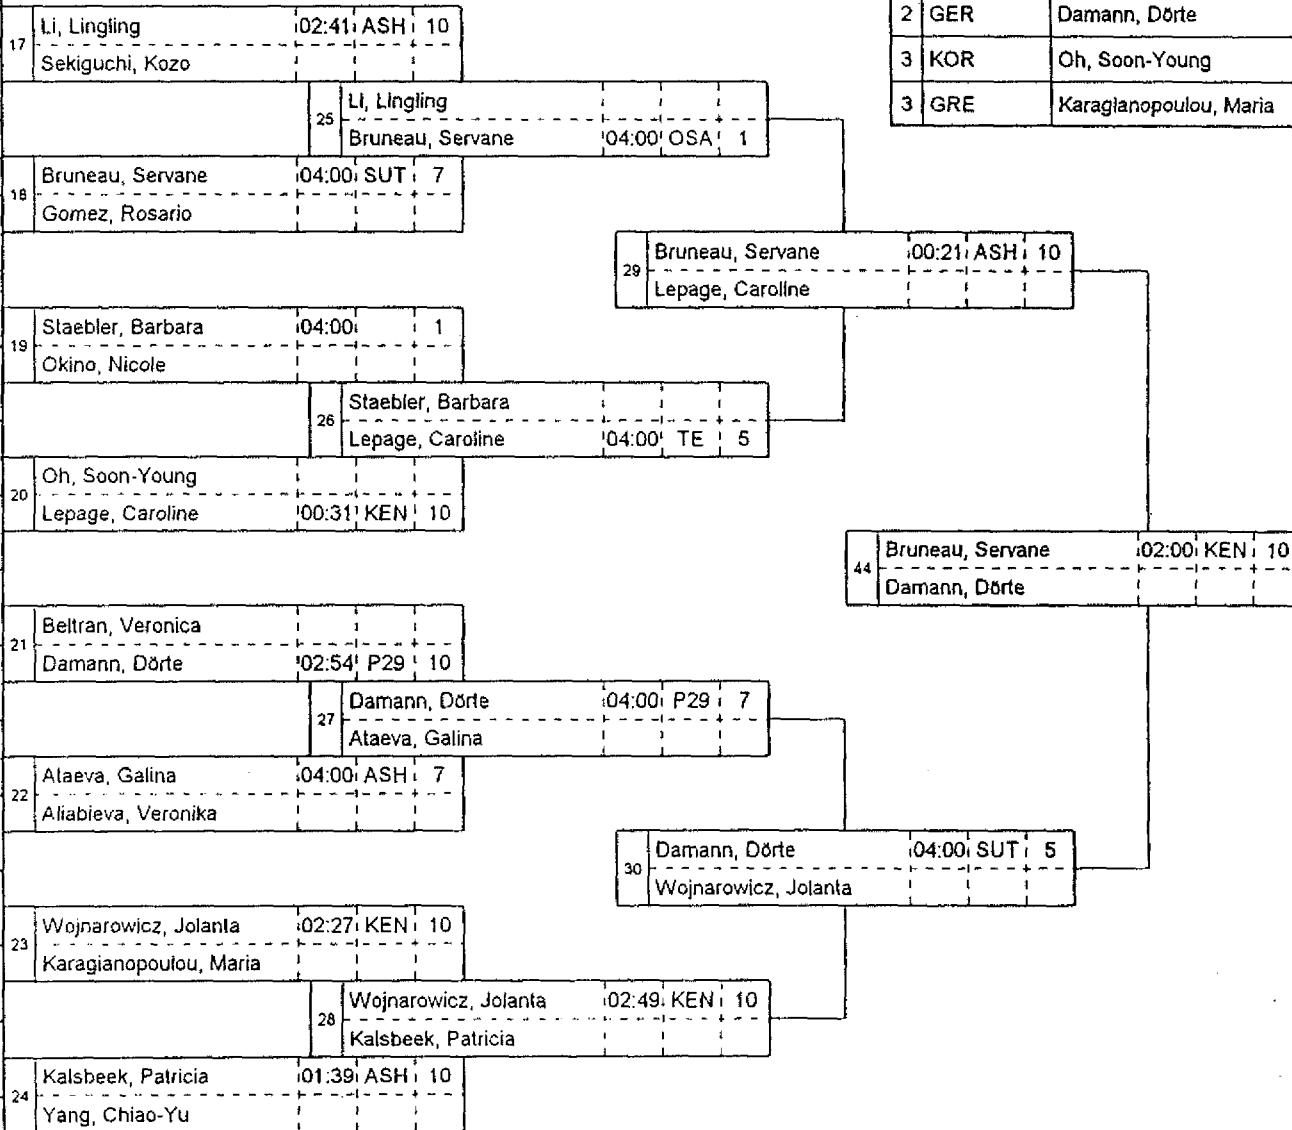 2 GER Damann, Dörte
3 KOR Oh, Soon-Young
3 GRE Karagianopoulou, Maria
17 Li, Lingling 02:41 ASH 10
Sekiguchi, Kozo
25 Li, Lingling
Bruneau, Servane 04:00 OSA 1
18 Bruneau, Servane 04:00 SUT 7
Gomez, Rosario
29 Bruneau, Servane 00:21 ASH 10
Lepage, Caroline
19 Staebler, Barbara 04:00 1
Okino, Nicole
26 Staebler, Barbara
Lepage, Caroline 04:00 TE 5
20 Oh, Soon-Young
Lepage, Caroline 00:31 KEN 10
44 Bruneau, Servane 02:00 KEN 10
Damann, Dörte
21 Beltran, Veronica
Damann, Dörte 02:54 P29 10
27 Damann, Dörte 04:00 P29 7
Ataeva, Galina
22 Ataeva, Galina 04:00 ASH 7
Aliabieva, Veronika
30 Damann, Dörte 04:00 SUT 5
Wojnarowicz, Jolanta
23 Wojnarowicz, Jolanta 02:27 KEN 10
Karagianopoulou, Maria
28 Wojnarowicz, Jolanta 02:49 KEN 10
Kalsbeek, Patricia
24 Kalsbeek, Patricia 01:39 ASH 10
Yang, Chiao-Yu